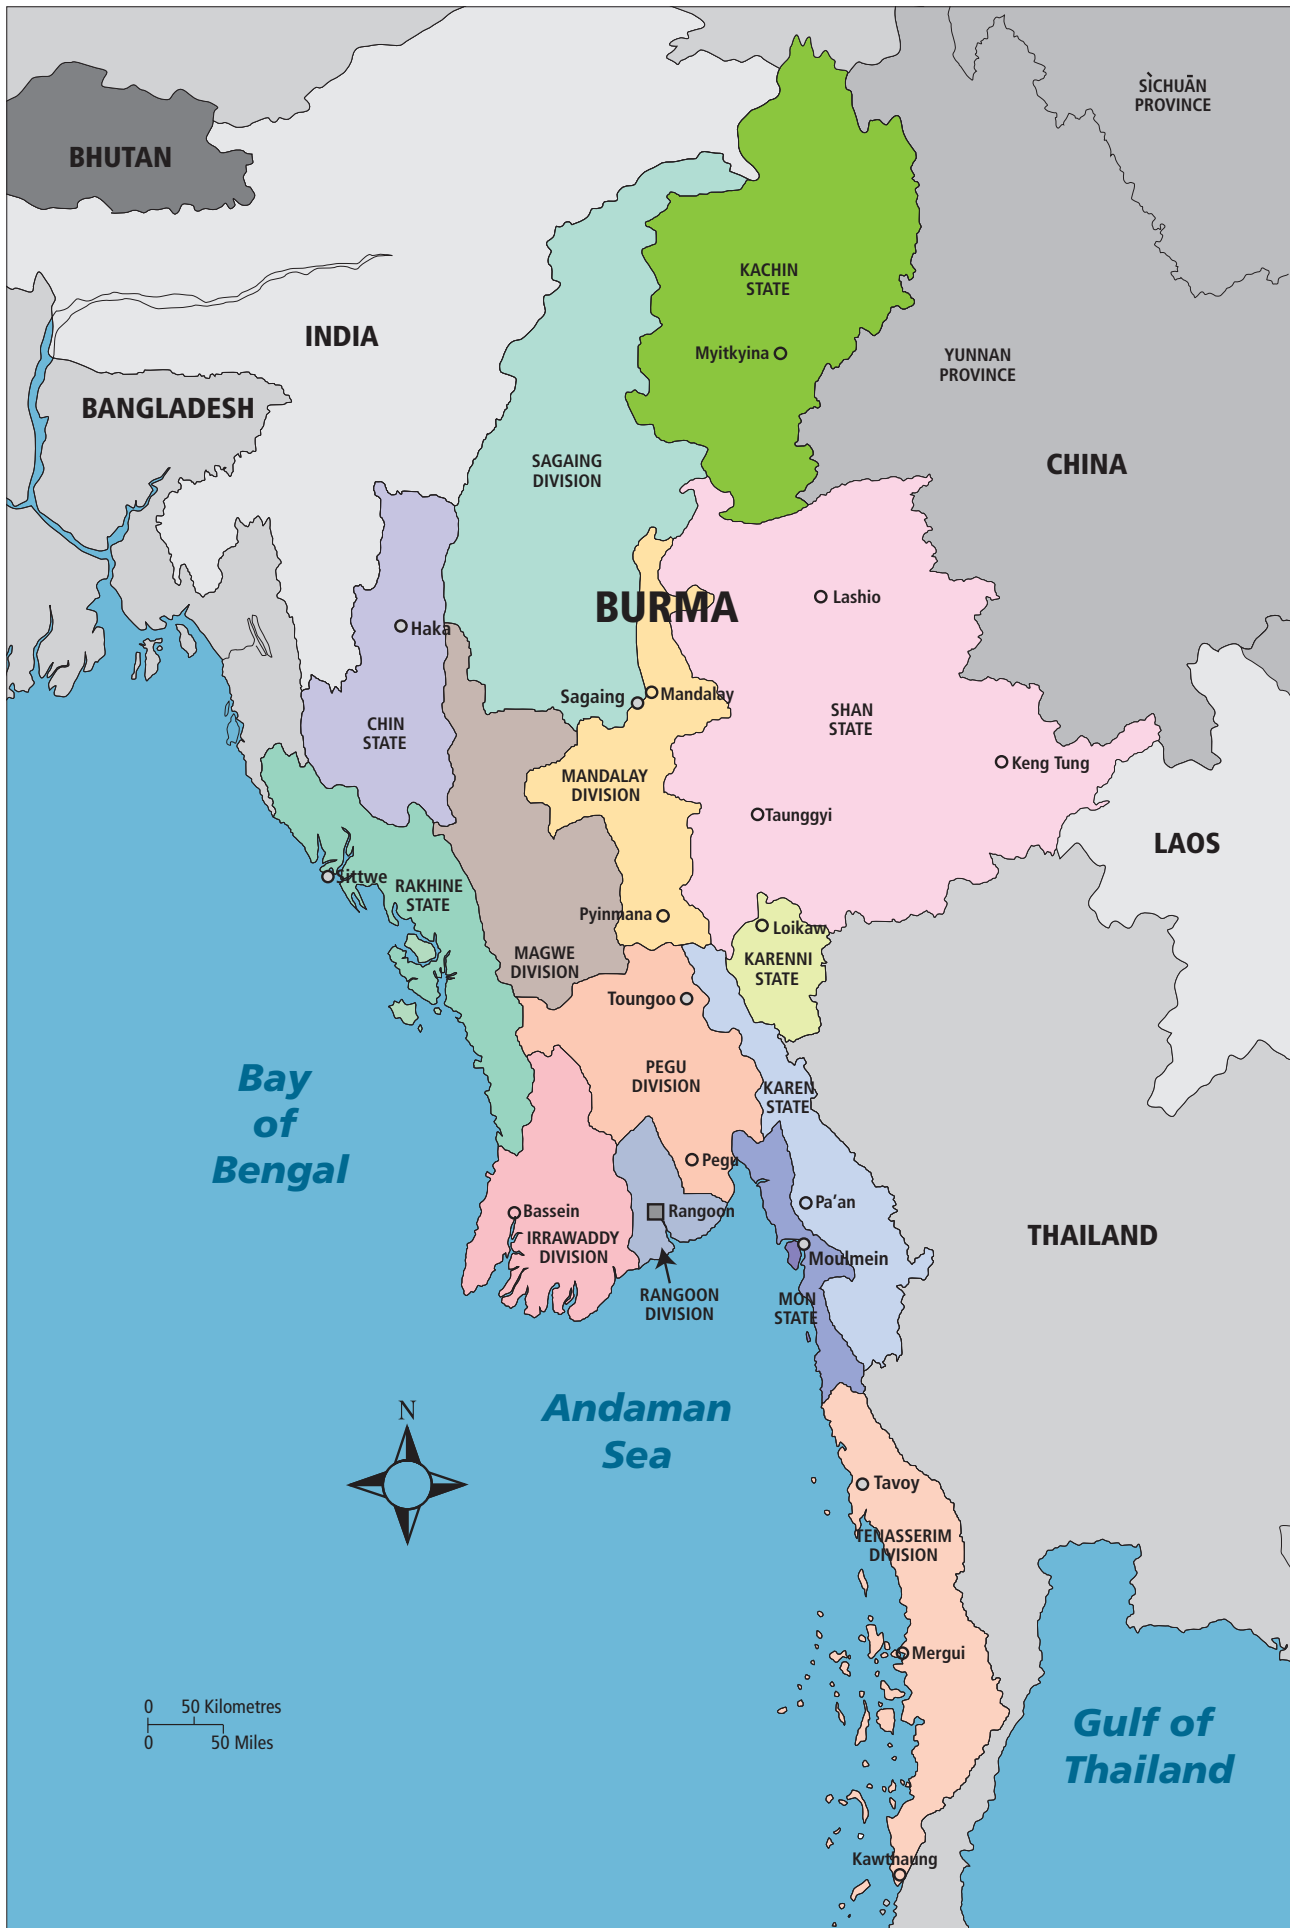 SÌCHUĀN
PROVINCE
BHUTAN
KACHIN
STATE
INDIA
Myitkyina
YUNNAN
PROVINCE
BANGLADESH
SAGAING
DIVISION
CHINA
BURMA
Lashio
Haka
Sagaing
Mandalay
CHIN
STATE
SHAN
STATE
Keng Tung
MANDALAY
DIVISION
Taunggyi
LAOS
Sittwe
RAKHINE
STATE
Pyinmana
Loikaw
MAGWE
DIVISION
KARENNI
STATE
Toungoo
Bay
of
Bengal
PEGU
DIVISION
KAREN
STATE
Pegu
Pa'an
Bassein
Rangoon
IRRAWADDY
DIVISION
THAILAND
Moulmein
RANGOON
DIVISION
MON
STATE
Andaman
Sea
N
Tavoy
TENASSERIM
DIVISION
Mergui
0 50 Kilometres
0 50 Miles
Gulf of
Thailand
Kawthaung